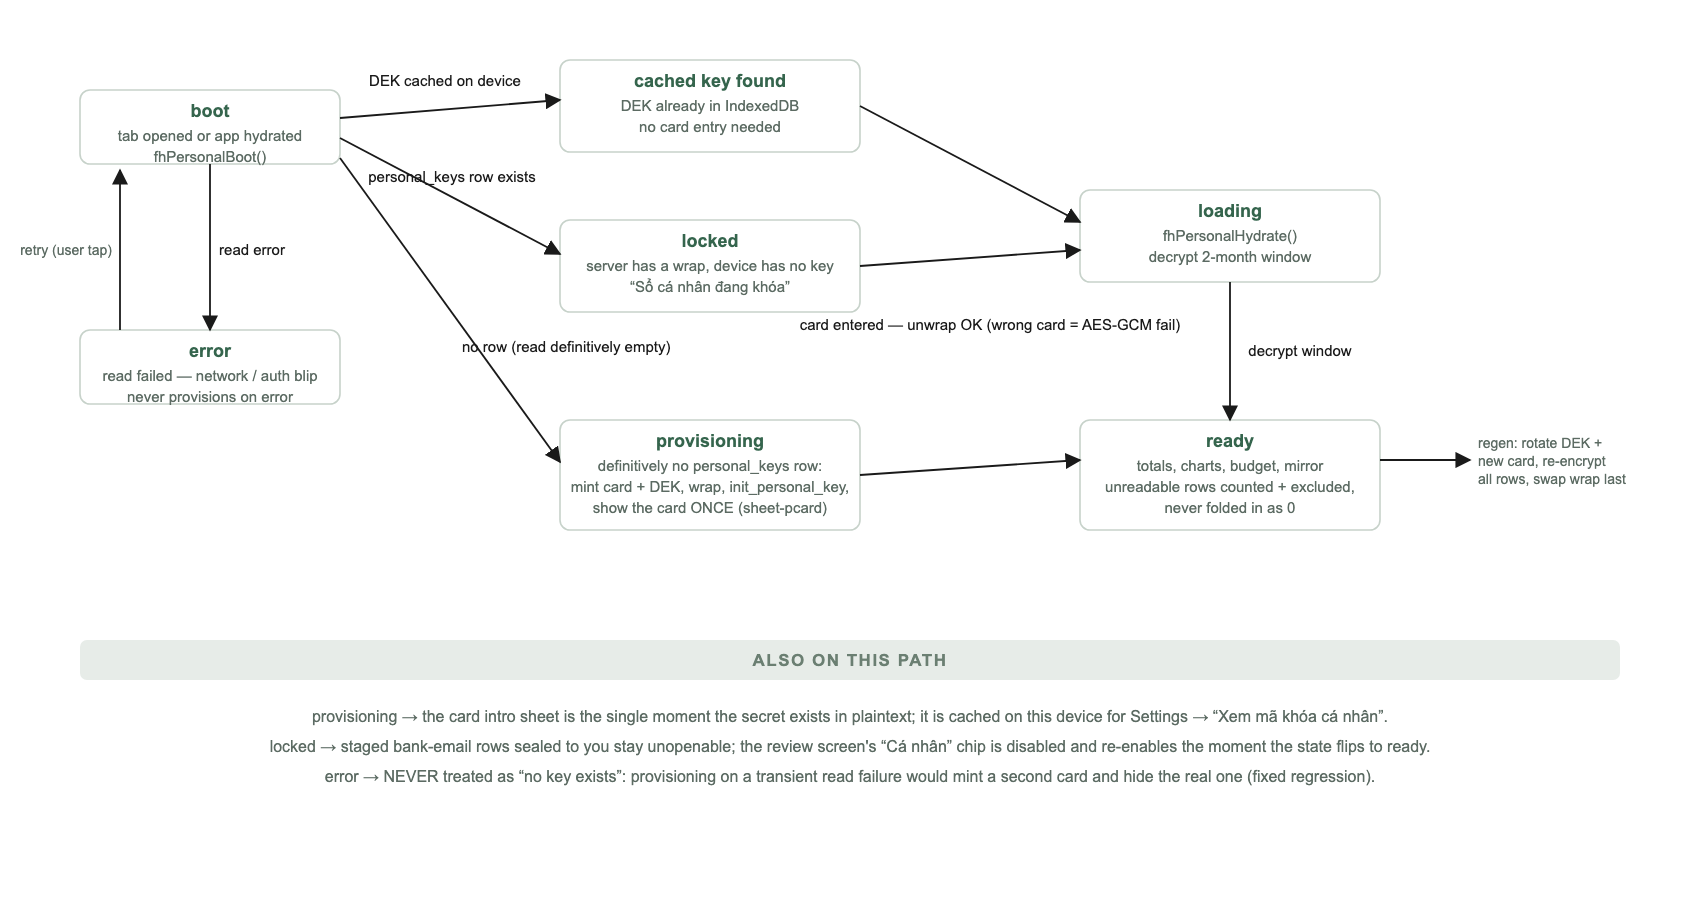 DEK cached on device
cached key found
DEK already in IndexedDB
no card entry needed
boot
tab opened or app hydrated
fhPersonalBoot()
personal_keys row exists
retry (user tap)
read error
locked
server has a wrap, device has no key
“Sổ cá nhân đang khóa”
loading
fhPersonalHydrate()
decrypt 2-month window
card entered — unwrap OK (wrong card = AES-GCM fail)
decrypt window
no row (read definitively empty)
error
read failed — network / auth blip
never provisions on error
provisioning
definitively no personal_keys row:
mint card + DEK, wrap, init_personal_key,
show the card ONCE (sheet-pcard)
ready
totals, charts, budget, mirror
unreadable rows counted + excluded,
never folded in as 0
regen: rotate DEK +
new card, re-encrypt
all rows, swap wrap last
ALSO ON THIS PATH
provisioning → the card intro sheet is the single moment the secret exists in plaintext; it is cached on this device for Settings → “Xem mã khóa cá nhân”.
locked → staged bank-email rows sealed to you stay unopenable; the review screen's “Cá nhân” chip is disabled and re-enables the moment the state flips to ready.
error → NEVER treated as “no key exists”: provisioning on a transient read failure would mint a second card and hide the real one (fixed regression).